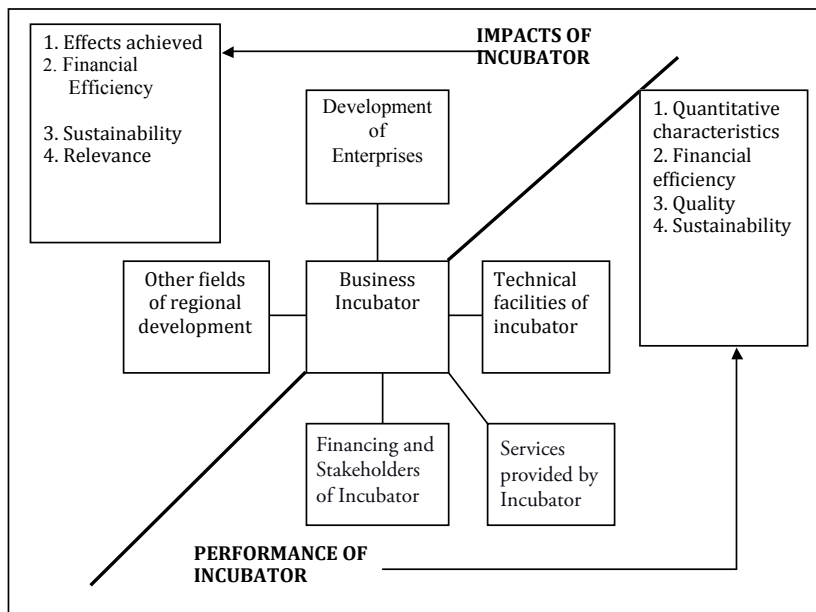 IMPACTS OF
INCUBATOR
1. Effects achieved
2. Financial
Efficiency
3. Sustainability
4. Relevance
Development
of
Enterprises
1. Quantitative
characteristics
2. Financial
efficiency
3. Quality
4. Sustainability
Other fields
of regional
development
Business
Incubator
Technical
facilities of
incubator
Financing and
Stakeholders
of Incubator
Services
provided by
Incubator
PERFORMANCE OF
INCUBATOR